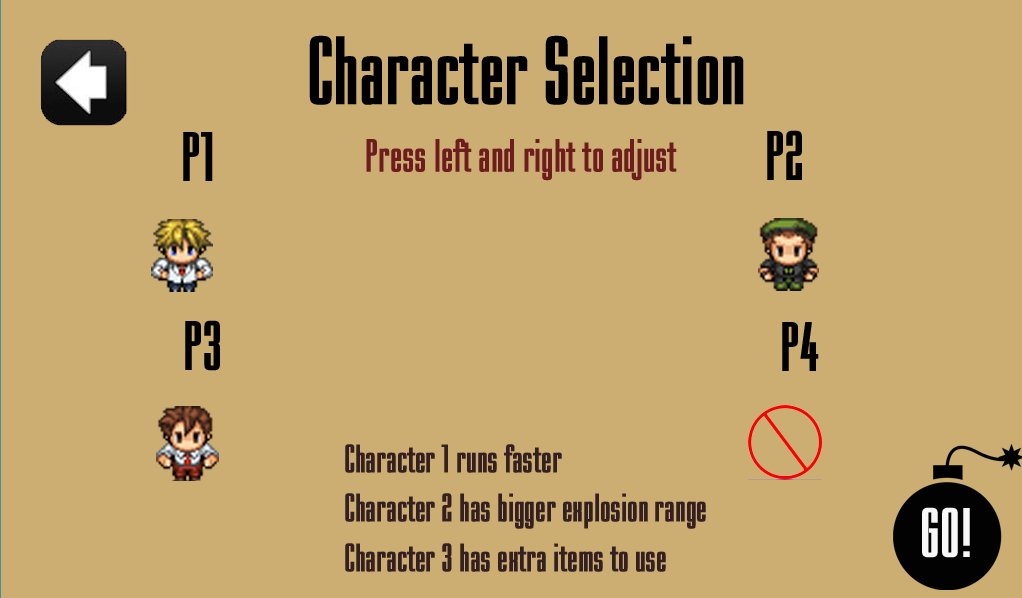 Character Selection
P1
Press left and right to adjust
P2
P3
P4
Character 1 runs faster
Character 2 has bigger explosion range
Character 3 has extra items to use
GO!